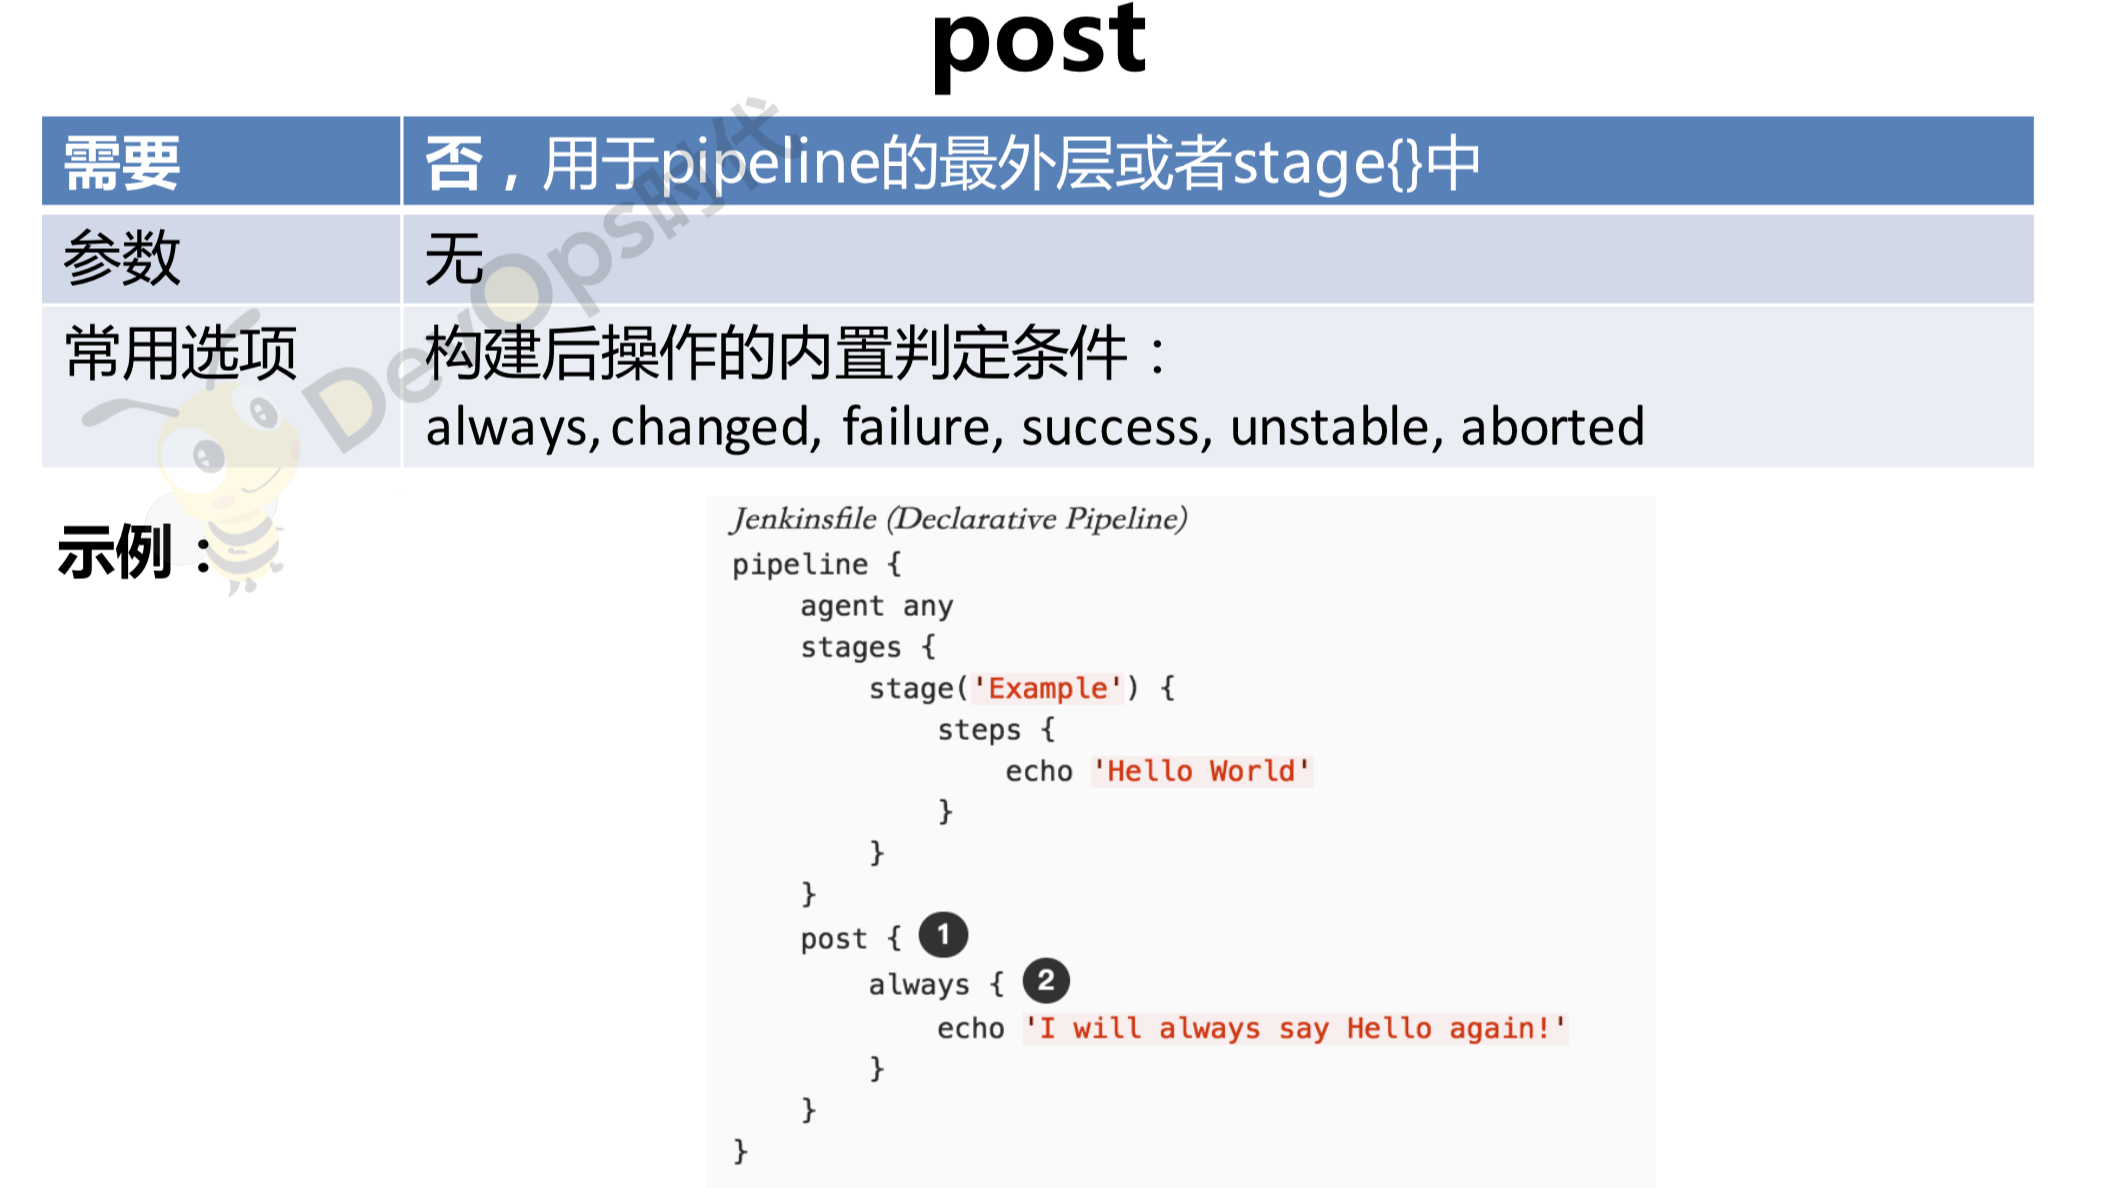 post
需要
否，用于pipeline的最外层或者stage{}中
参数
无
常用选项
构建后操作的内置判定条件：
always, changed, failure, success, unstable, aborted
DevOps时代
示例：
Jenkinsfile (Declarative Pipeline)
pipeline {
    agent any
    stages {
        stage('Example') {
            steps {
                echo 'Hello World'
            }
        }
    }
    post { 1
        always { 2
            echo 'I will always say Hello again!'
        }
    }
}